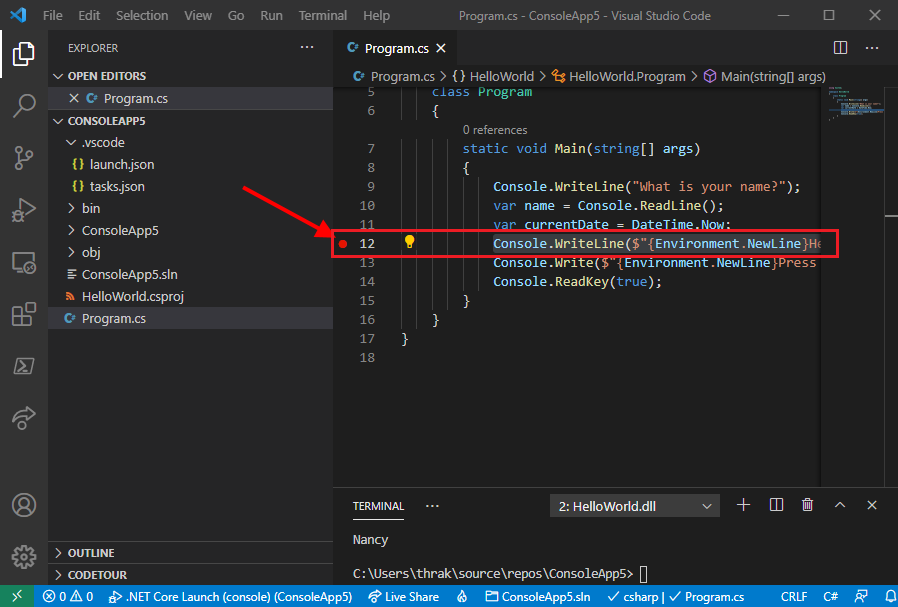 File Edit Selection View Go Run Terminal Help Program.cs - ConsoleApp5 - Visual Studio Code
EXPLORER
Program.cs
OPEN EDITORS
Program.cs > {} HelloWorld > HelloWorld.Program > Main(string[] args)
Program.cs
CONSOLEAPP5
.vscode
{} launch.json
{} tasks.json
bin
ConsoleApp5
obj
ConsoleApp5.sln
HelloWorld.csproj
Program.cs
5 class Program
6 {
0 references
7 static void Main(string[] args)
8 {
9 Console.WriteLine("What is your name?");
10 var name = Console.ReadLine();
11 var currentDate = DateTime.Now;
12 Console.WriteLine($"{Environment.NewLine}He
13 Console.Write($"{Environment.NewLine}Press
14 Console.ReadKey(true);
15 }
16 }
17 }
18
TERMINAL 2: HelloWorld.dll
Nancy
C:\Users\thrak\source\repos\ConsoleApp5>
OUTLINE
CODETOUR
0 0 .NET Core Launch (console) (ConsoleApp5) Live Share ConsoleApp5.sln csharp | Program.cs CRLF C#